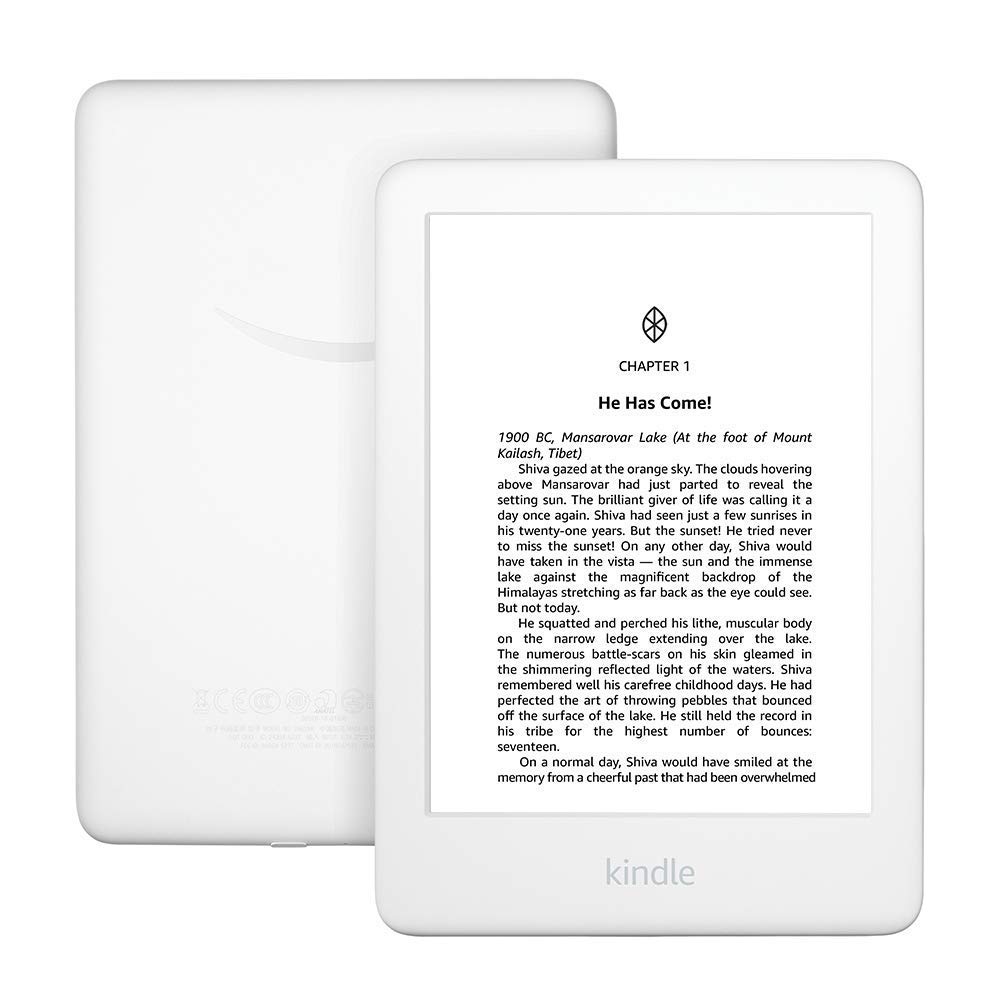 CHAPTER 1
He Has Come!
1900 BC, Mansarovar Lake (At the foot of Mount
Kailash, Tibet)
Shiva gazed at the orange sky. The clouds hovering
above Mansarovar had just parted to reveal the
setting sun. The brilliant giver of life was calling it a
day once again. Shiva had seen just a few sunrises in
his twenty-one years. But the sunset! He tried never
to miss the sunset! On any other day, Shiva would
have taken in the vista — the sun and the immense
lake against the magnificent backdrop of the
Himalayas stretching as far back as the eye could see.
But not today.
He squatted and perched his lithe, muscular body
on the narrow ledge extending over the lake.
The numerous battle-scars on his skin gleamed in
the shimmering reflected light of the waters. Shiva
remembered well his carefree childhood days. He had
perfected the art of throwing pebbles that bounced
off the surface of the lake. He still held the record in
his tribe for the highest number of bounces:
seventeen.
On a normal day, Shiva would have smiled at the
memory from a cheerful past that had been overwhelmed
kindle